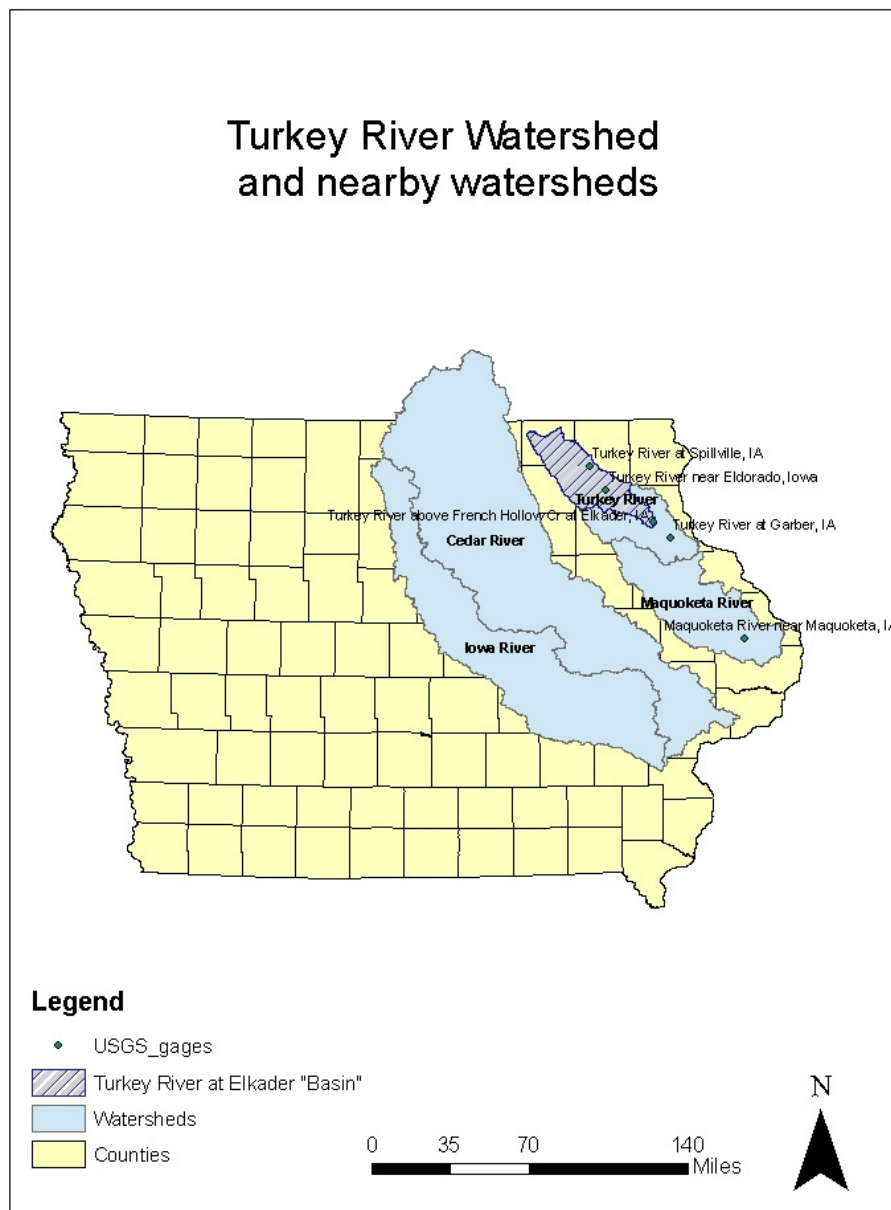 Turkey River Watershed
and nearby watersheds
Turkey River at Spillville, IA
Turkey River near Eldorado, Iowa
Turkey River
Turkey River above French Hollow Cr at Elkader, IA
Turkey River at Garber, IA
Cedar River
Maquoketa River
Maquoketa River near Maquoketa, IA
Iowa River
Legend
USGS_gages
Turkey River at Elkader "Basin"
Watersheds
Counties
0 35 70 140
Miles
N